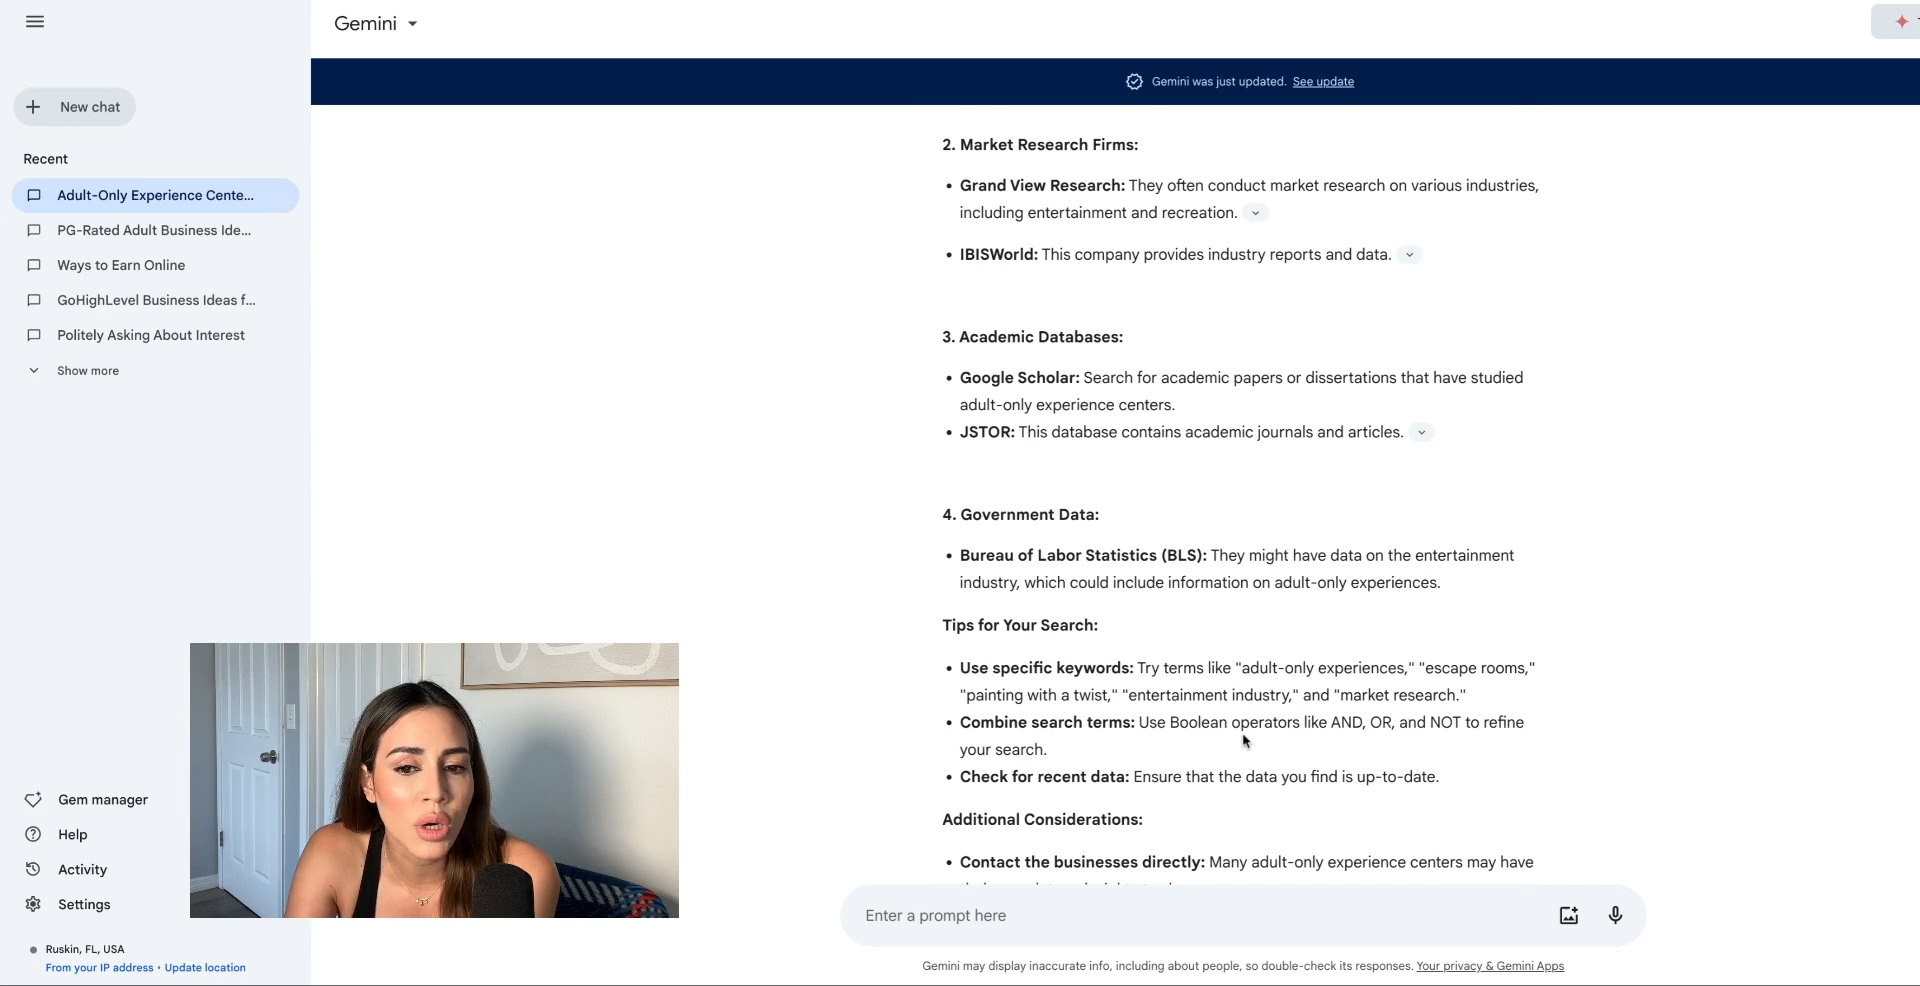 Gemini
Gemini was just updated. See update
New chat
Recent
Adult-Only Experience Cente...
PG-Rated Adult Business Ide...
Ways to Earn Online
GoHighLevel Business Ideas f...
Politely Asking About Interest
Show more
Gem manager
Help
Activity
Settings
Ruskin, FL, USA
From your IP address • Update location
2. Market Research Firms:
• Grand View Research: They often conduct market research on various industries,
including entertainment and recreation.
• IBISWorld: This company provides industry reports and data.
3. Academic Databases:
• Google Scholar: Search for academic papers or dissertations that have studied
adult-only experience centers.
• JSTOR: This database contains academic journals and articles.
4. Government Data:
• Bureau of Labor Statistics (BLS): They might have data on the entertainment
industry, which could include information on adult-only experiences.
Tips for Your Search:
• Use specific keywords: Try terms like "adult-only experiences," "escape rooms,"
"painting with a twist," "entertainment industry," and "market research."
• Combine search terms: Use Boolean operators like AND, OR, and NOT to refine
your search.
• Check for recent data: Ensure that the data you find is up-to-date.
Additional Considerations:
• Contact the businesses directly: Many adult-only experience centers may have
Enter a prompt here
Gemini may display inaccurate info, including about people, so double-check its responses. Your privacy & Gemini Apps